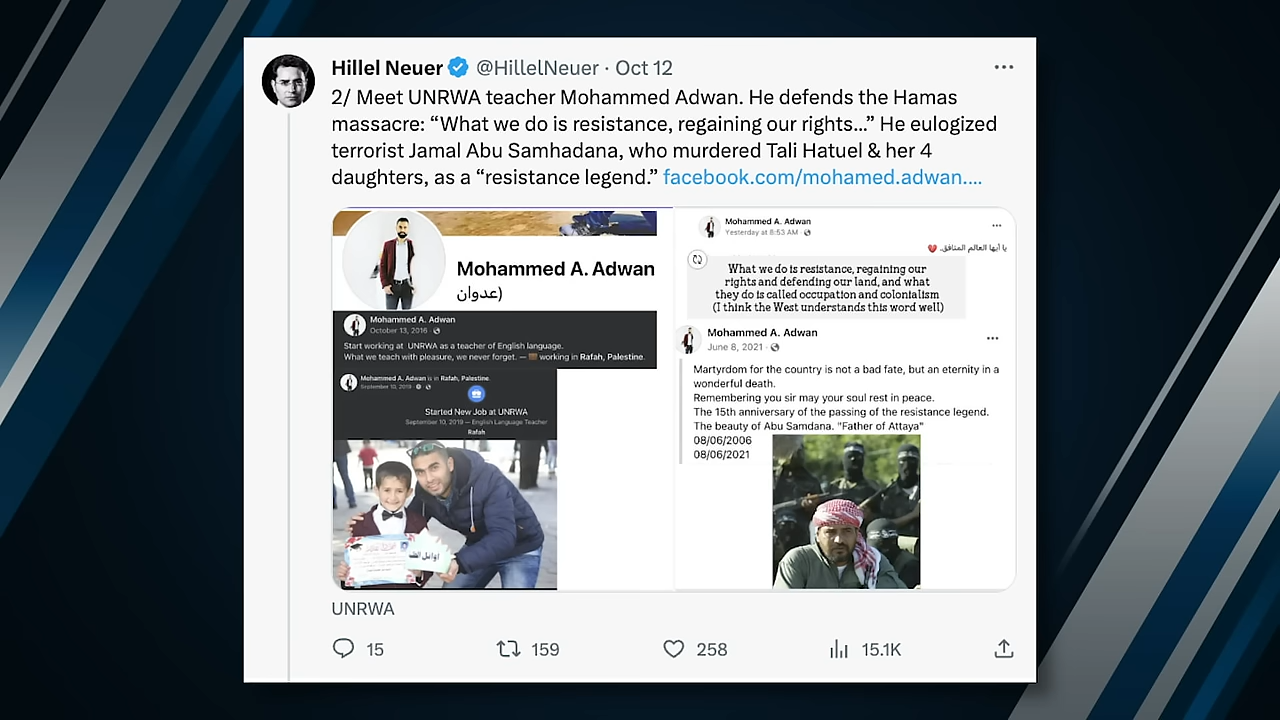 Hillel Neuer @HillelNeuer · Oct 12
2/ Meet UNRWA teacher Mohammed Adwan. He defends the Hamas
massacre: “What we do is resistance, regaining our rights...” He eulogized
terrorist Jamal Abu Samhadana, who murdered Tali Hatuel & her 4
daughters, as a “resistance legend.” facebook.com/mohamed.adwan....
Mohammed A. Adwan
(عدوان
Mohammed A. Adwan
October 13, 2016 ·
Start working at UNRWA as a teacher of English language.
What we teach with pleasure, we never forget. — working in Rafah, Palestine.
Mohammed A. Adwan is in Rafah, Palestine.
September 10, 2019 ·
Started New Job at UNRWA
September 10, 2019 — English Language Teacher
Rafah
Mohammed A. Adwan
Yesterday at 8:53 AM ·
يا أيها العالم المنافق.
What we do is resistance, regaining our
rights and defending our land, and what
they do is called occupation and colonialism
(I think the West understands this word well)
Mohammed A. Adwan
June 8, 2021 ·
Martyrdom for the country is not a bad fate, but an eternity in a
wonderful death.
Remembering you sir may your soul rest in peace.
The 15th anniversary of the passing of the resistance legend.
The beauty of Abu Samdana. "Father of Attaya"
08/06/2006
08/06/2021
UNRWA
15 159 258 15.1K